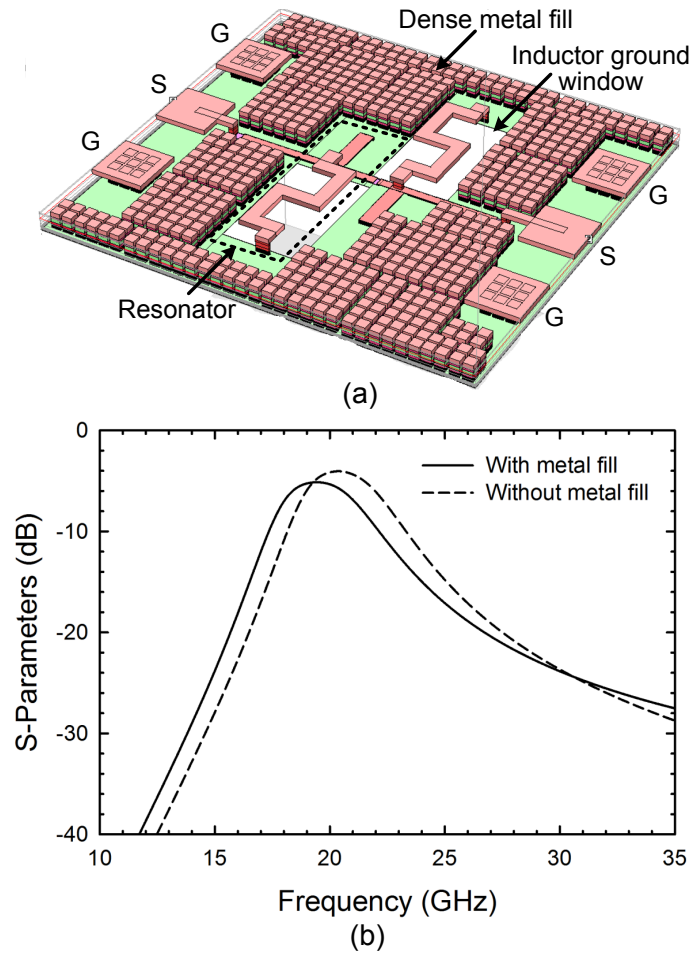 Dense metal fill
Inductor ground
window
G
S
G
G
S
G
Resonator
(a)
0
-10
-20
-30
-40
S-Parameters (dB)
With metal fill
Without metal fill
10
15
20
25
30
35
Frequency (GHz)
(b)